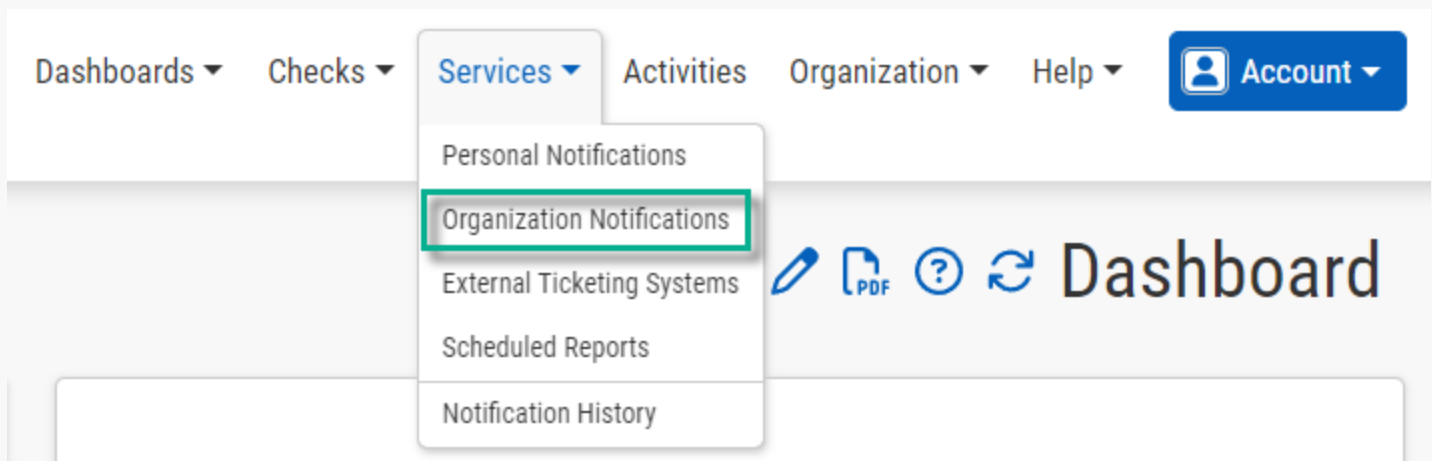 Dashboards Checks Services Activities Organization Help Account
Personal Notifications
Organization Notifications
External Ticketing Systems
PDF
Dashboard
Scheduled Reports
Notification History